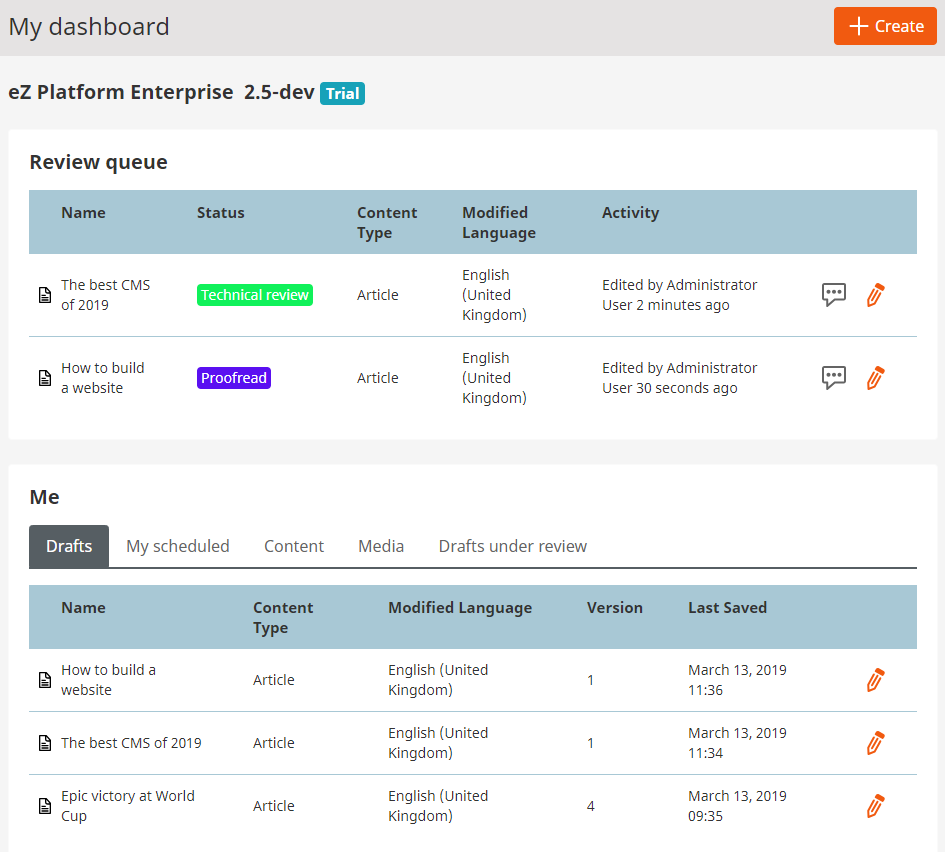 My dashboard
Create
eZ Platform Enterprise 2.5-dev Trial
Review queue
Name Status Content Type Modified Language Activity
The best CMS of 2019 Technical review Article English (United Kingdom) Edited by Administrator User 2 minutes ago
How to build a website Proofread Article English (United Kingdom) Edited by Administrator User 30 seconds ago
Me
Drafts My scheduled Content Media Drafts under review
Name Content Type Modified Language Version Last Saved
How to build a website Article English (United Kingdom) 1 March 13, 2019 11:36
The best CMS of 2019 Article English (United Kingdom) 1 March 13, 2019 11:34
Epic victory at World Cup Article English (United Kingdom) 4 March 13, 2019 09:35